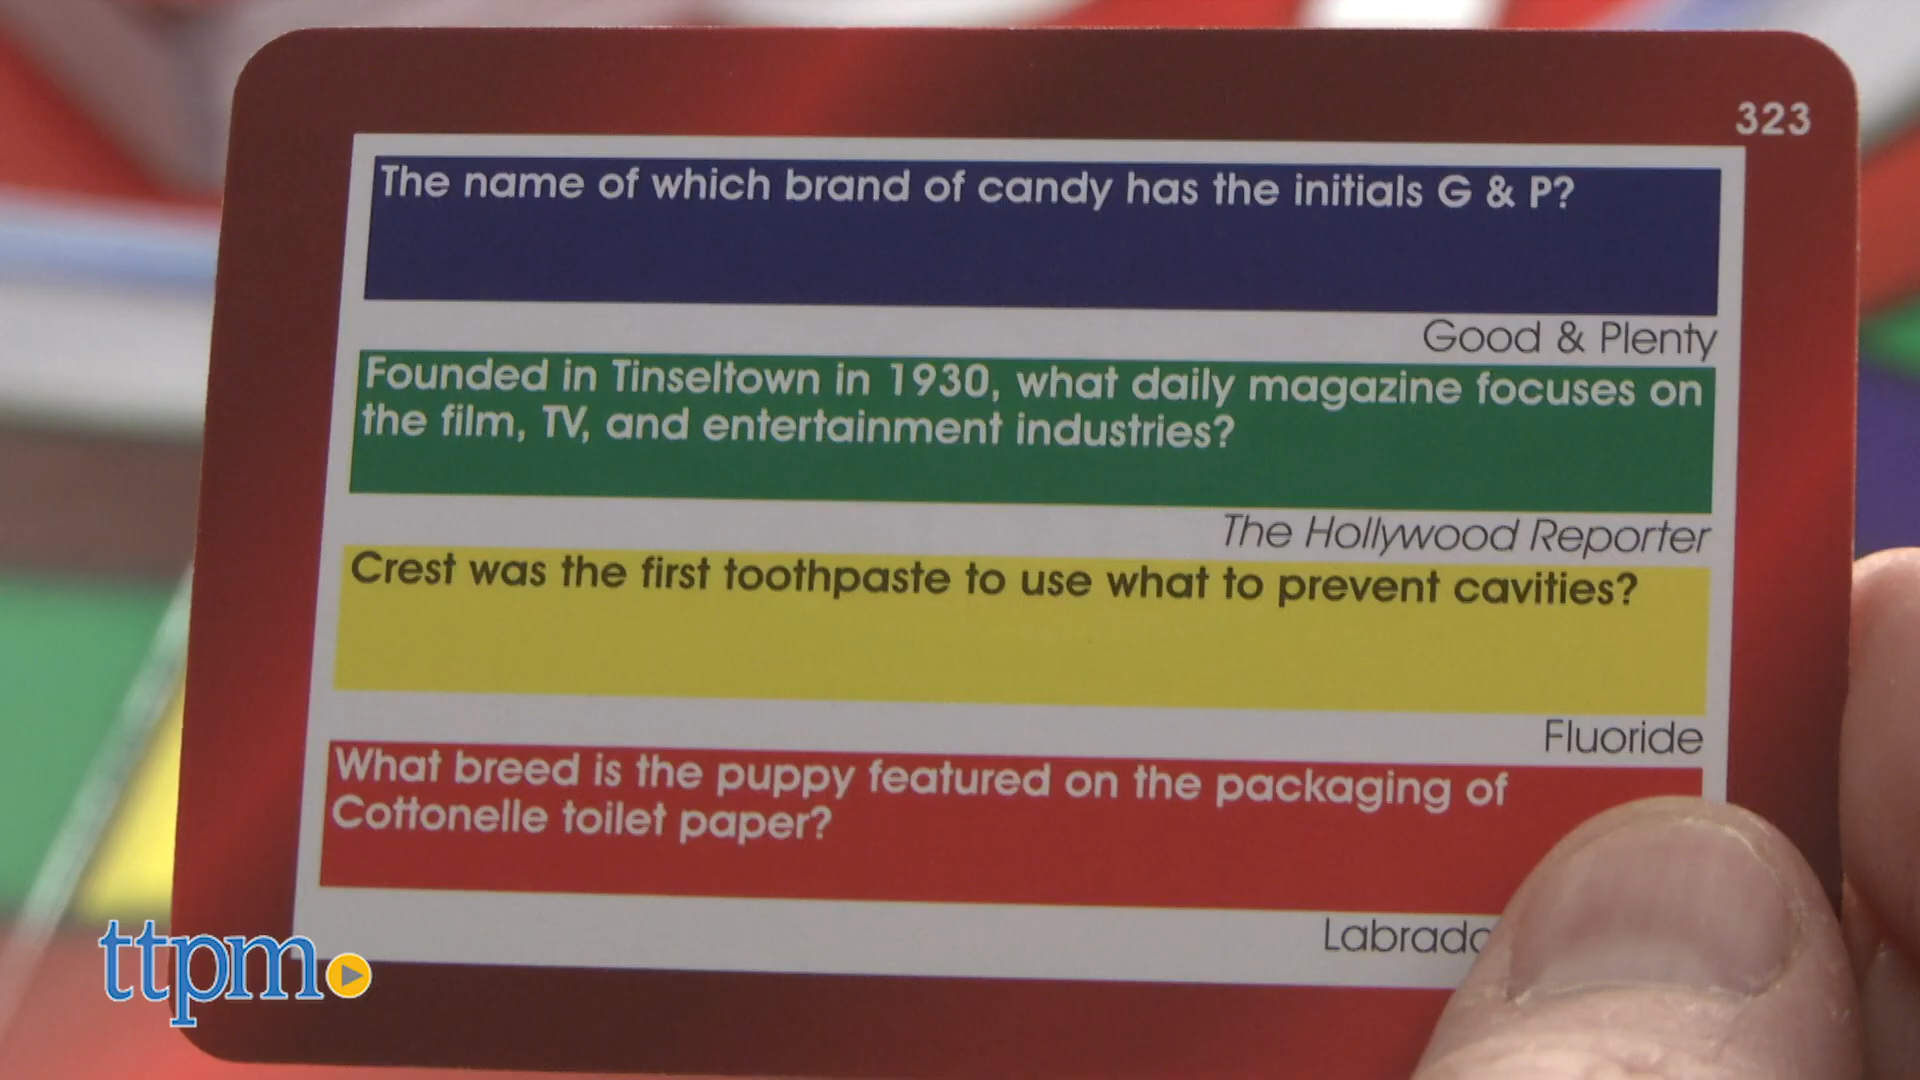 323
The name of which brand of candy has the initials G & P?
Good & Plenty
Founded in Tinseltown in 1930, what daily magazine focuses on
the film, TV, and entertainment industries?
The Hollywood Reporter
Crest was the first toothpaste to use what to prevent cavities?
Fluoride
What breed is the puppy featured on the packaging of
Cottonelle toilet paper?
ttpm